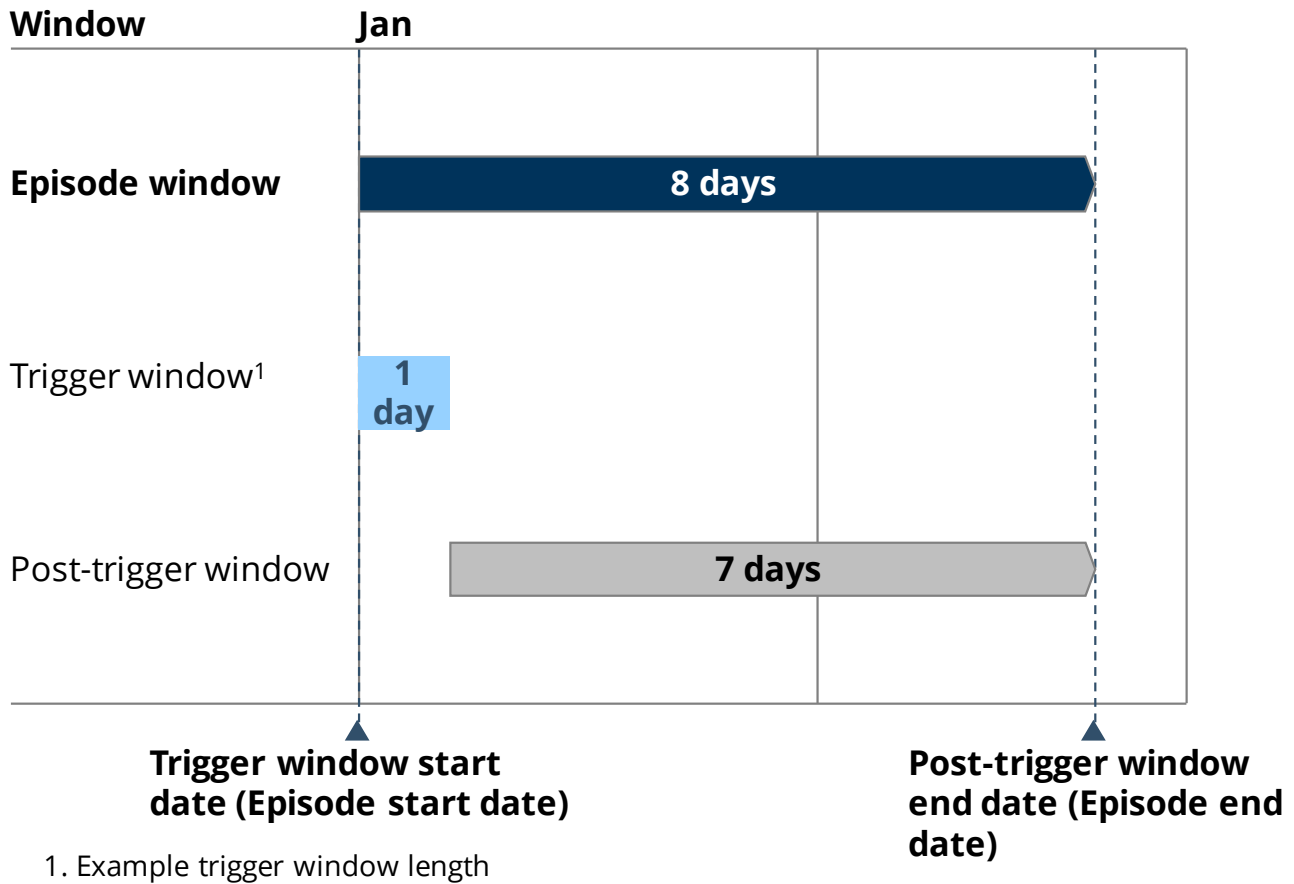 Window Jan
Episode window 8 days
Trigger window¹ 1
day
Post-trigger window 7 days
Trigger window start
date (Episode start date)
Post-trigger window
end date (Episode end
date)
1. Example trigger window length